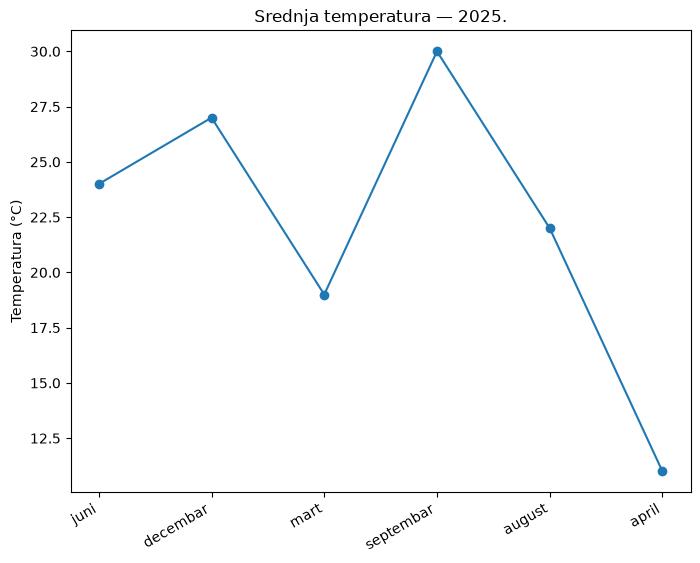 Srednja temperatura — 2025.
Temperatura (°C)
30.0
27.5
25.0
22.5
20.0
17.5
15.0
12.5
juni
decembar
mart
septembar
august
april